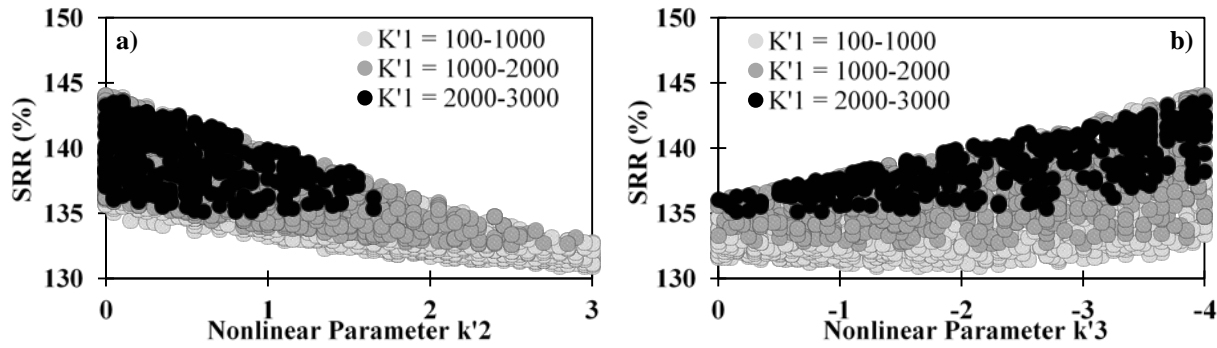 a)
150
145
140
135
130
SRR (%)
K'1 = 100-1000
K'1 = 1000-2000
K'1 = 2000-3000
0 1 2 3
Nonlinear Parameter k'2
b)
150
145
140
135
130
SRR (%)
K'1 = 100-1000
K'1 = 1000-2000
K'1 = 2000-3000
0 -1 -2 -3 -4
Nonlinear Parameter k'3